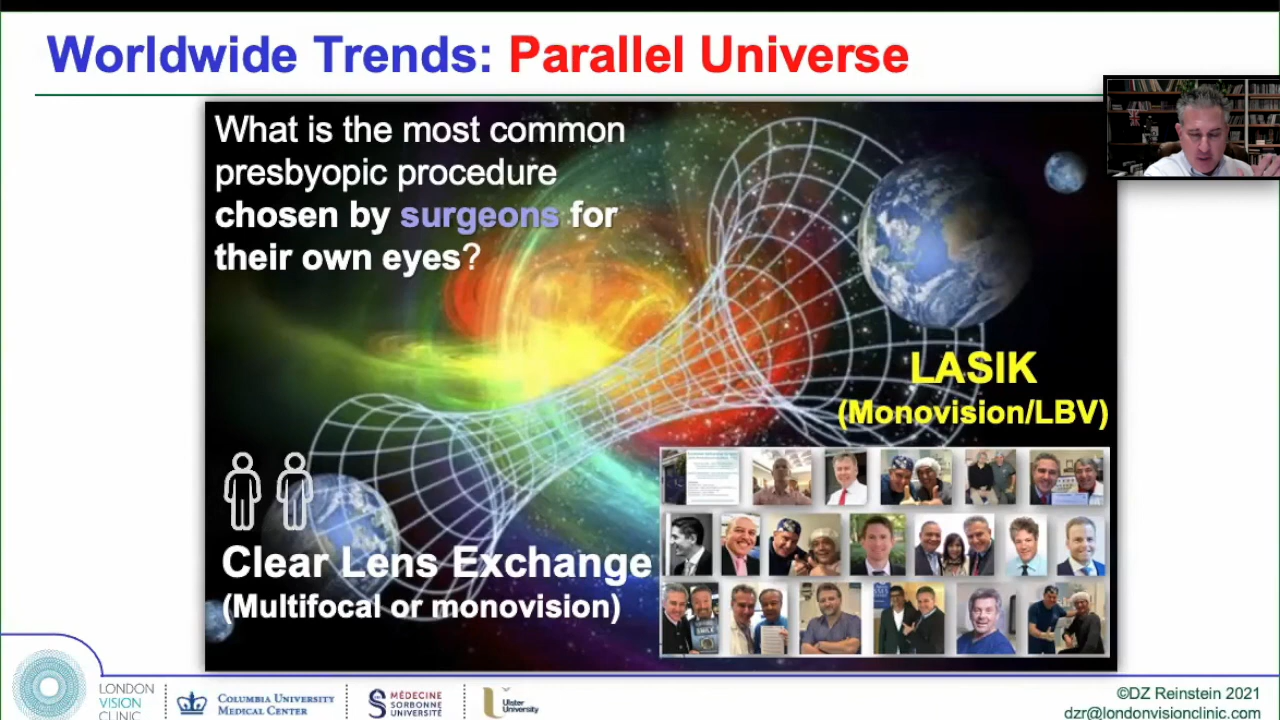 Worldwide Trends: Parallel Universe
What is the most common
presbyopic procedure
chosen by surgeons for
their own eyes?
LASIK
(Monovision/LBV)
Clear Lens Exchange
(Multifocal or monovision)
LONDON
VISION
CLINIC
COLUMBIA UNIVERSITY
MEDICAL CENTER
MÉDECINE
SORBONNE
UNIVERSITÉ
Ulster
University
©DZ Reinstein 2021
dzr@londonvisionclinic.com